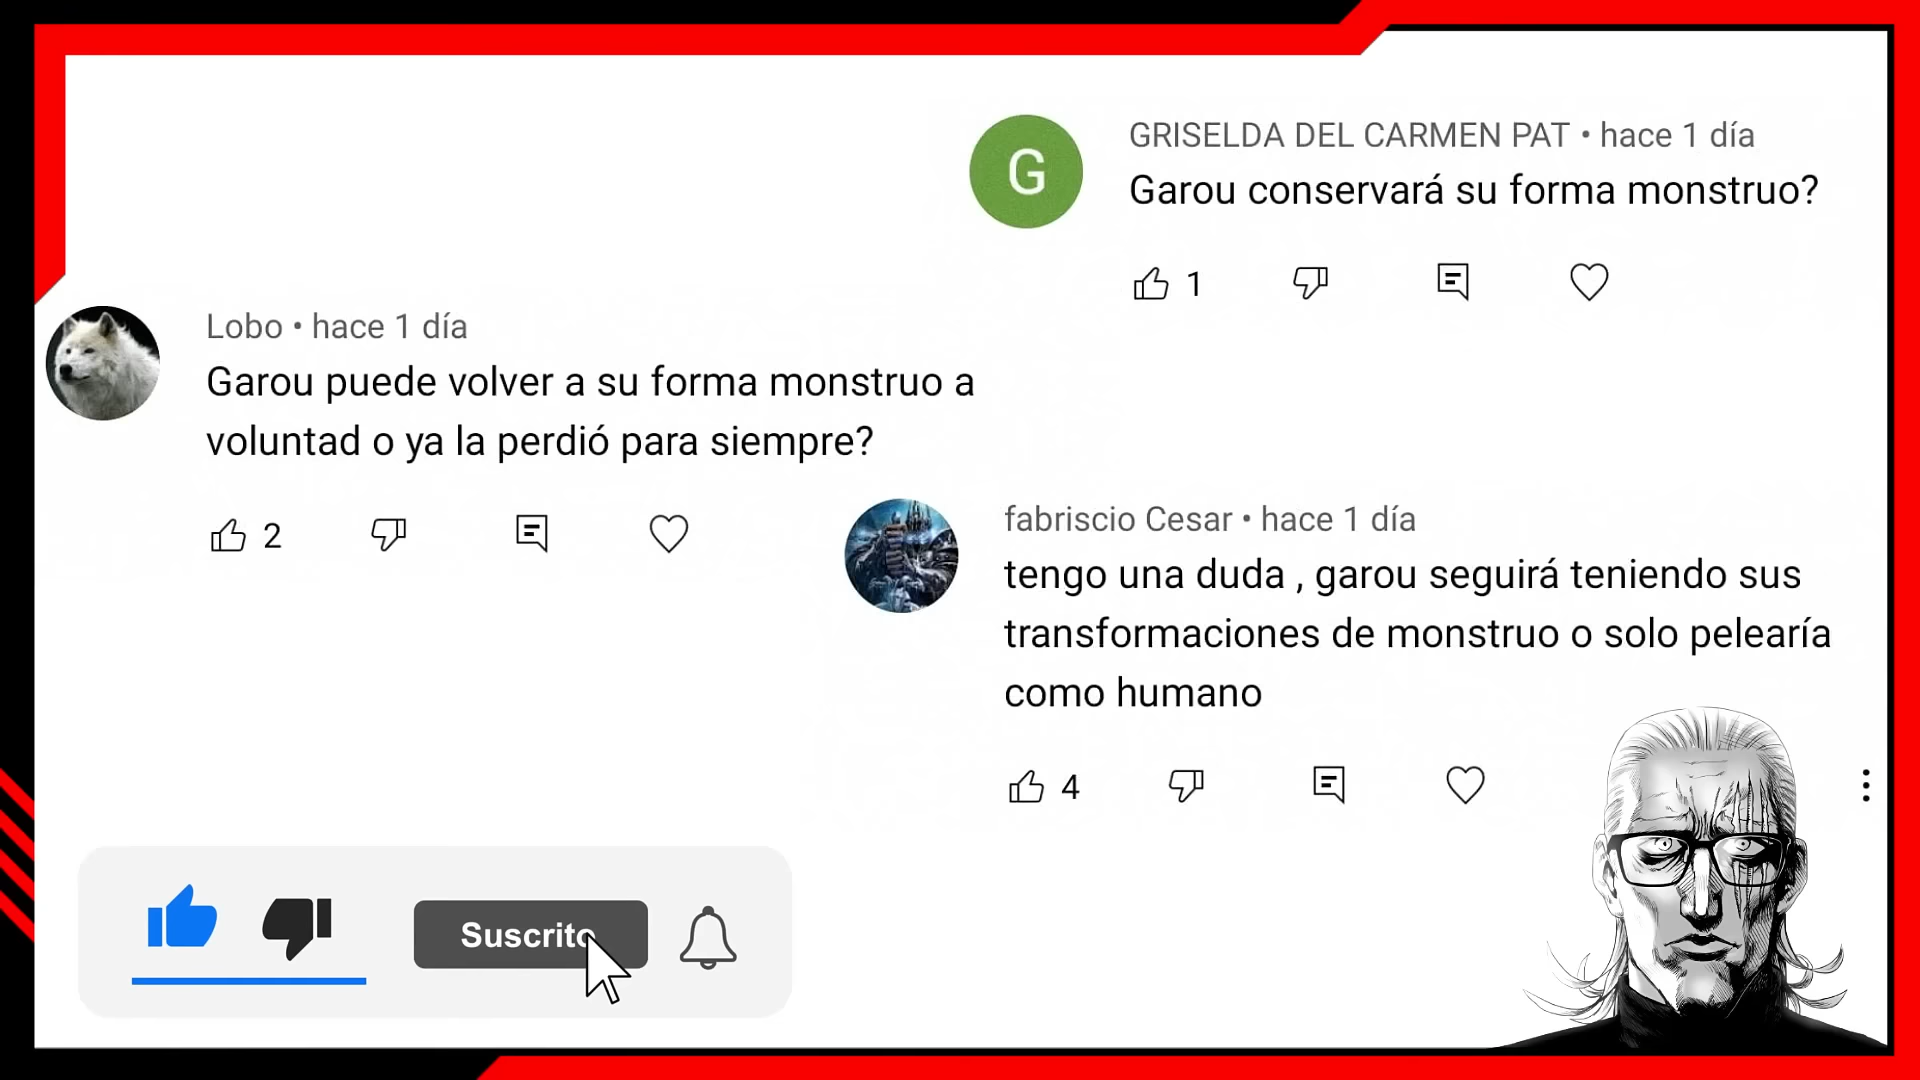 GRISELDA DEL CARMEN PAT • hace 1 día
G
Garou conservará su forma monstruo?
1
Lobo • hace 1 día
Garou puede volver a su forma monstruo a
voluntad o ya la perdió para siempre?
2
fabriscio Cesar • hace 1 día
tengo una duda , garou seguirá teniendo sus
transformaciones de monstruo o solo pelearía
como humano
4
Suscrito